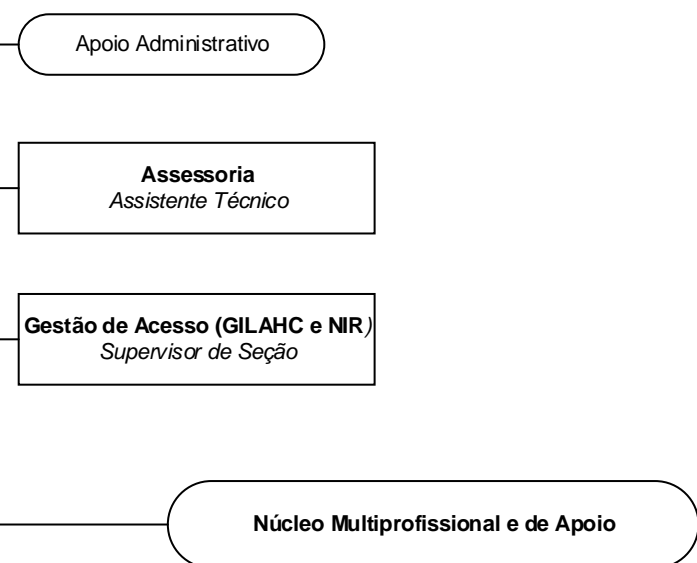 Apoio Administrativo
Assessoria
Assistente Técnico
Gestão de Acesso (GILAHC e NIR)
Supervisor de Seção
Núcleo Multiprofissional e de Apoio